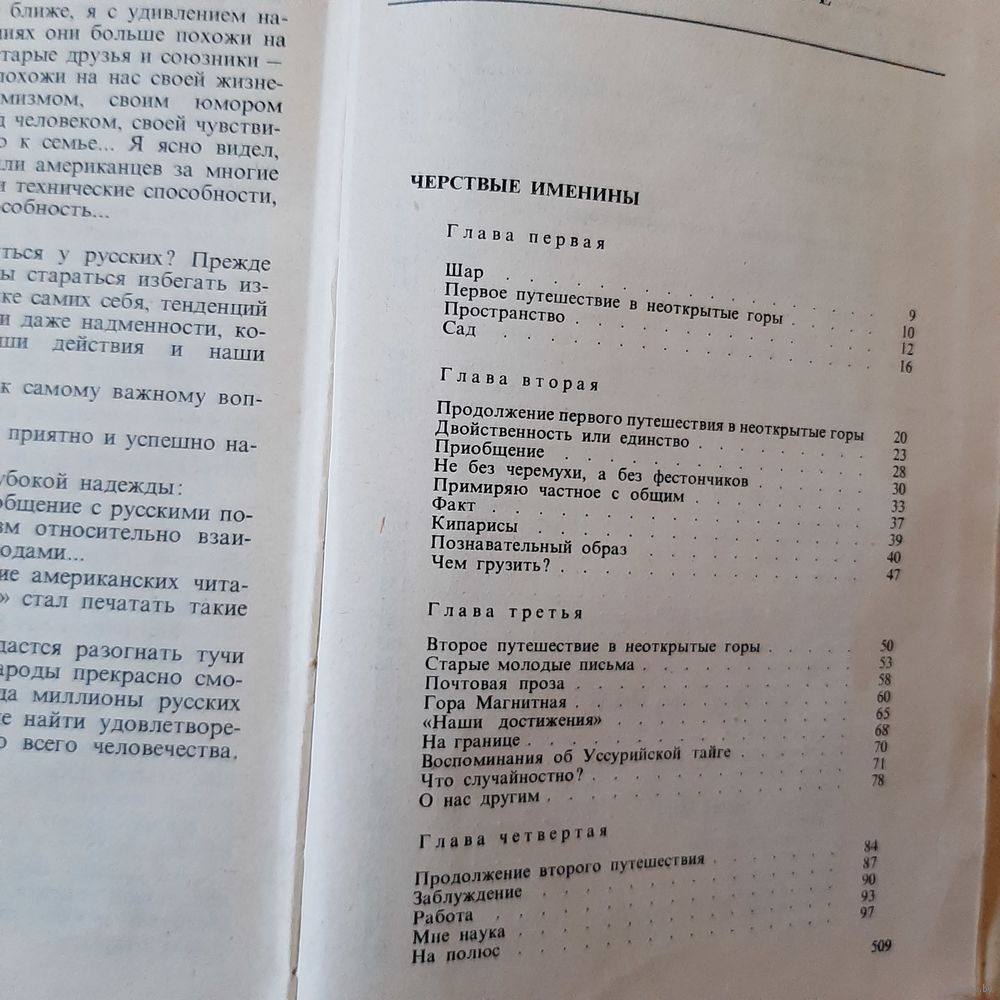 ближе, я с удивлением на-
иях они больше похожи на
старые друзья и союзники —
похожи на нас своей жизне-
мизмом, своим юмором
д человеком, своей чувстви-
о к семье... Я ясно видел,
ли американцев за многие
и технические способности,
особность...
ться у русских? Прежде
ы стараться избегать из-
же самих себя, тенденций
и даже надменности, ко-
ши действия и наши
к самому важному воп-
приятно и успешно на-
убокой надежды:
общение с русскими по-
зм относительно взаи-
одами...
ие американских чита-
» стал печатать такие
дастся разогнать тучи
ароды прекрасно смо-
да миллионы русских
е найти удовлетворе-
о всего человечества.
ЧЕРСТВЫЕ ИМЕНИНЫ
Глава первая
Шар . . . 9
Первое путешествие в неоткрытые горы . . . 10
Пространство . . . 12
Сад . . . 16
Глава вторая
Продолжение первого путешествия в неоткрытые горы 20
Двойственность или единство . . . 23
Приобщение . . . 28
Не без черемухи, а без фестончиков . . . 30
Примиряю частное с общим . . . 33
Факт . . . 37
Кипарисы . . . 39
Познавательный образ . . . 40
Чем грузить? . . . 47
Глава третья
Второе путешествие в неоткрытые горы . . . 50
Старые молодые письма . . . 53
Почтовая проза . . . 58
Гора Магнитная . . . 60
«Наши достижения» . . . 65
На границе . . . 68
Воспоминания об Уссурийской тайге . . . 70
Что случайностно? . . . 71
О нас другим . . . 78
Глава четвертая
Продолжение второго путешествия . . . 84
Заблуждение . . . 87
Работа . . . 90
Мне наука . . . 93
На полюс . . . 97
509